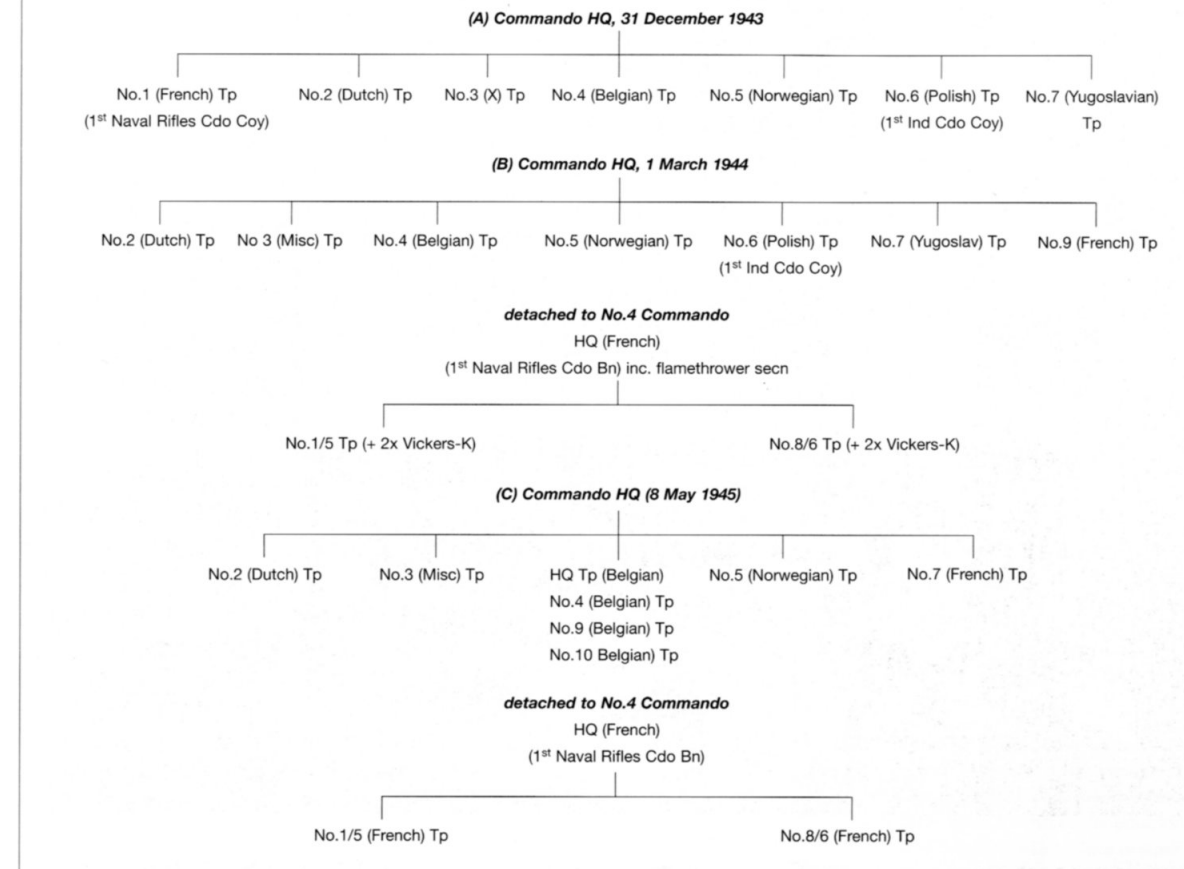 (A) Commando HQ, 31 December 1943
No.1 (French) Tp No.2 (Dutch) Tp No.3 (X) Tp No.4 (Belgian) Tp No.5 (Norwegian) Tp No.6 (Polish) Tp No.7 (Yugoslavian)
(1st Naval Rifles Cdo Coy) (1st Ind Cdo Coy) Tp
(B) Commando HQ, 1 March 1944
No.2 (Dutch) Tp No 3 (Misc) Tp No.4 (Belgian) Tp No.5 (Norwegian) Tp No.6 (Polish) Tp No.7 (Yugoslav) Tp No.9 (French) Tp
(1st Ind Cdo Coy)
detached to No.4 Commando
HQ (French)
(1st Naval Rifles Cdo Bn) inc. flamethrower secn
No.1/5 Tp (+ 2x Vickers-K) No.8/6 Tp (+ 2x Vickers-K)
(C) Commando HQ (8 May 1945)
No.2 (Dutch) Tp No.3 (Misc) Tp HQ Tp (Belgian) No.5 (Norwegian) Tp No.7 (French) Tp
No.4 (Belgian) Tp
No.9 (Belgian) Tp
No.10 Belgian) Tp
detached to No.4 Commando
HQ (French)
(1st Naval Rifles Cdo Bn)
No.1/5 (French) Tp No.8/6 (French) Tp